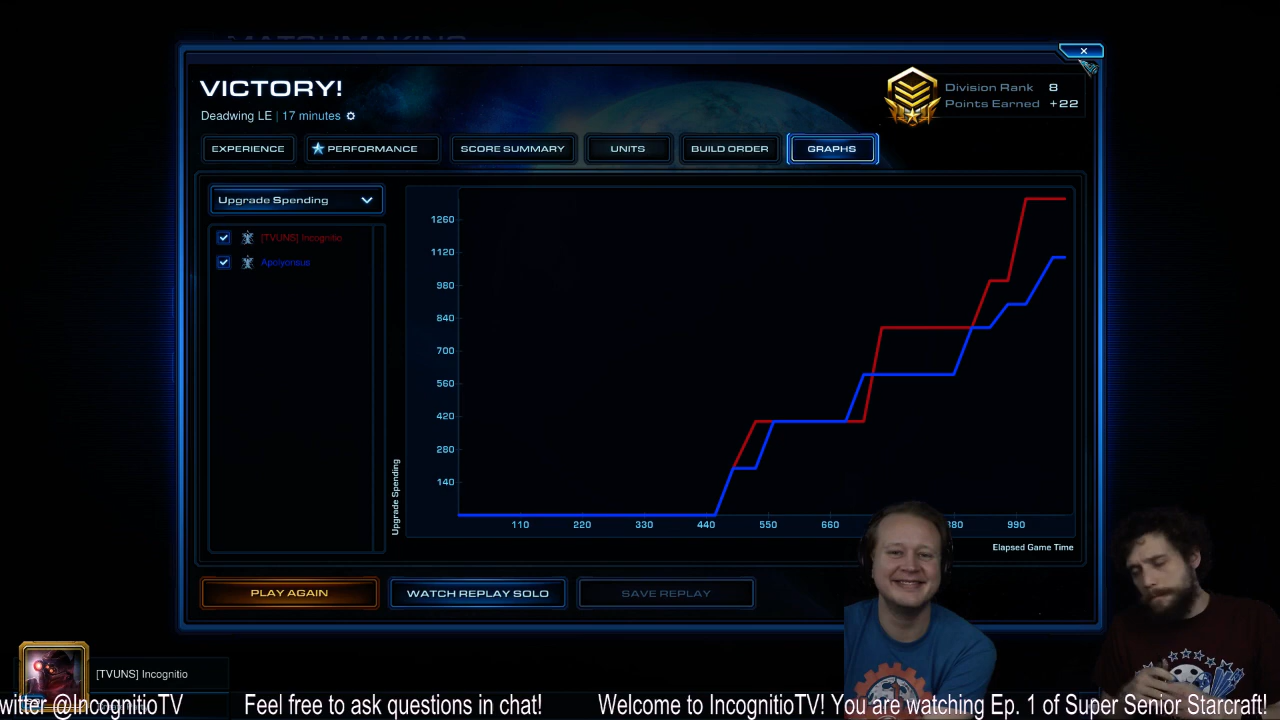 VICTORY!
Deadwing LE | 17 minutes
Division Rank 8
Points Earned +22
EXPERIENCE
PERFORMANCE
SCORE SUMMARY
UNITS
BUILD ORDER
GRAPHS
Upgrade Spending
[TVUNS] Incognitio
Apolyonsuo
1260
1120
980
840
700
560
420
280
140
Upgrade Spending
110 220 330 440 550 660 880 990
Elapsed Game Time
PLAY AGAIN
WATCH REPLAY SOLO
SAVE REPLAY
[TVUNS] Incognitio
witter @IncognitioTV Feel free to ask questions in chat! Welcome to IncognitioTV! You are watching Ep. 1 of Super Senior Starcraft!